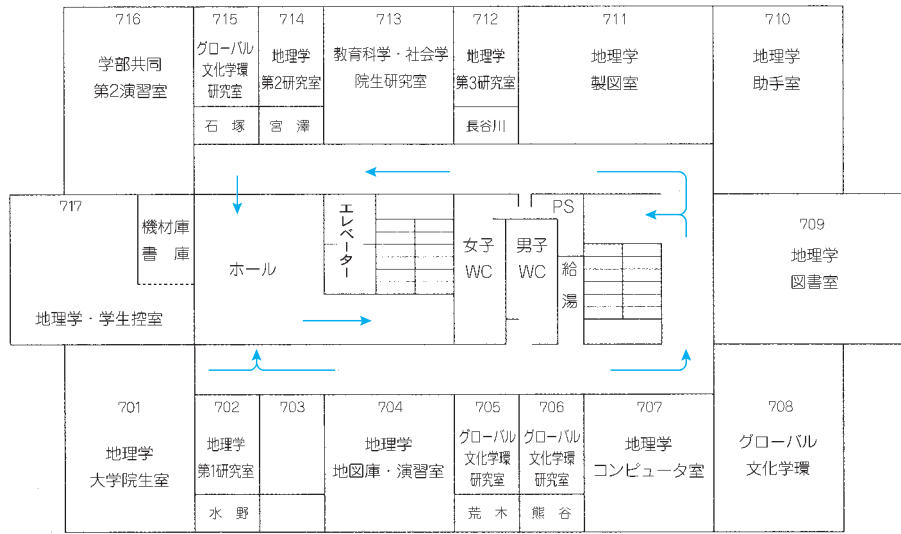 716
学部共同
第2演習室
715
グローバル
文化学環
研究室
石塚
714
地理学
第2研究室
宮澤
713
教育科学・社会学
院生研究室
712
地理学
第3研究室
長谷川
711
地理学
製図室
710
地理学
助手室
717
機材庫
書庫
地理学・学生控室
ホール
エレベーター
女子
WC
男子
WC
PS
給湯
709
地理学
図書室
701
地理学
大学院生室
702
地理学
第1研究室
水野
703
704
地理学
地図庫・演習室
705
グローバル
文化学環
研究室
荒木
706
グローバル
文化学環
研究室
熊谷
707
地理学
コンピュータ室
708
グローバル
文化学環